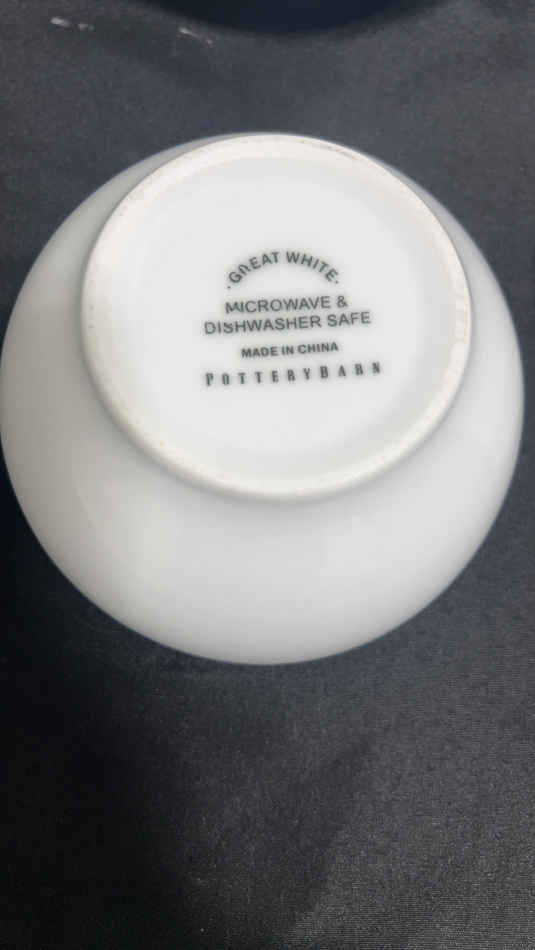 · GREAT WHITE ·
MICROWAVE &
DISHWASHER SAFE
MADE IN CHINA
POTTERYBARN